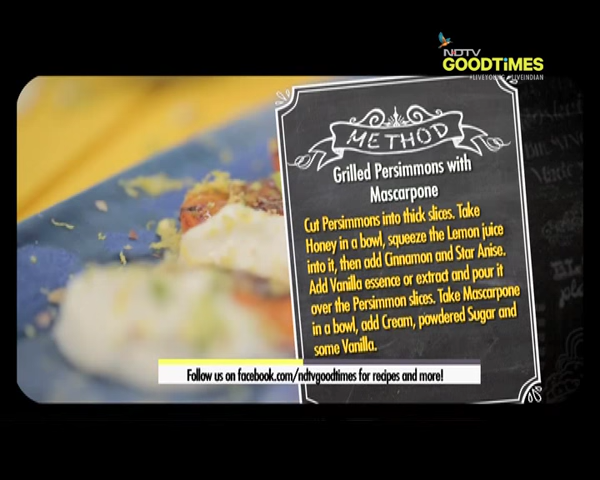 NDTV
GOODTiMES
METHOD
Grilled Persimmons with
Mascarpone
Cut Persimmons into thick slices. Take
Honey in a bowl, squeeze the Lemon juice
into it, then add Cinnamon and Star Anise.
Add Vanilla essence or extract and pour it
over the Persimmon slices. Take Mascarpone
in a bowl, add Cream, powdered Sugar and
some Vanilla.
Follow us on facebook.com/ndtvgoodtimes for recipes and more!